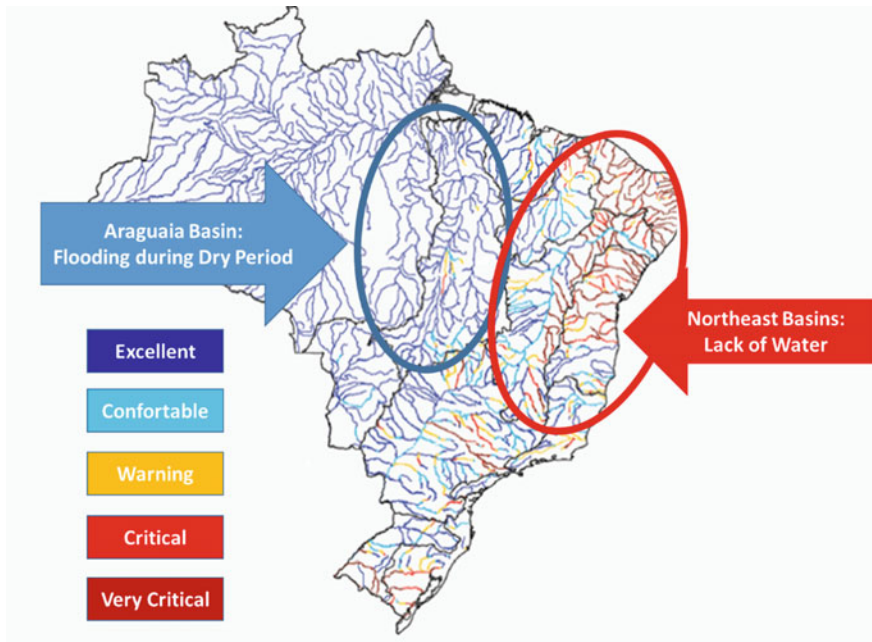 Araguaia Basin:
Flooding during Dry Period
Northeast Basins:
Lack of Water
Excellent
Confortable
Warning
Critical
Very Critical